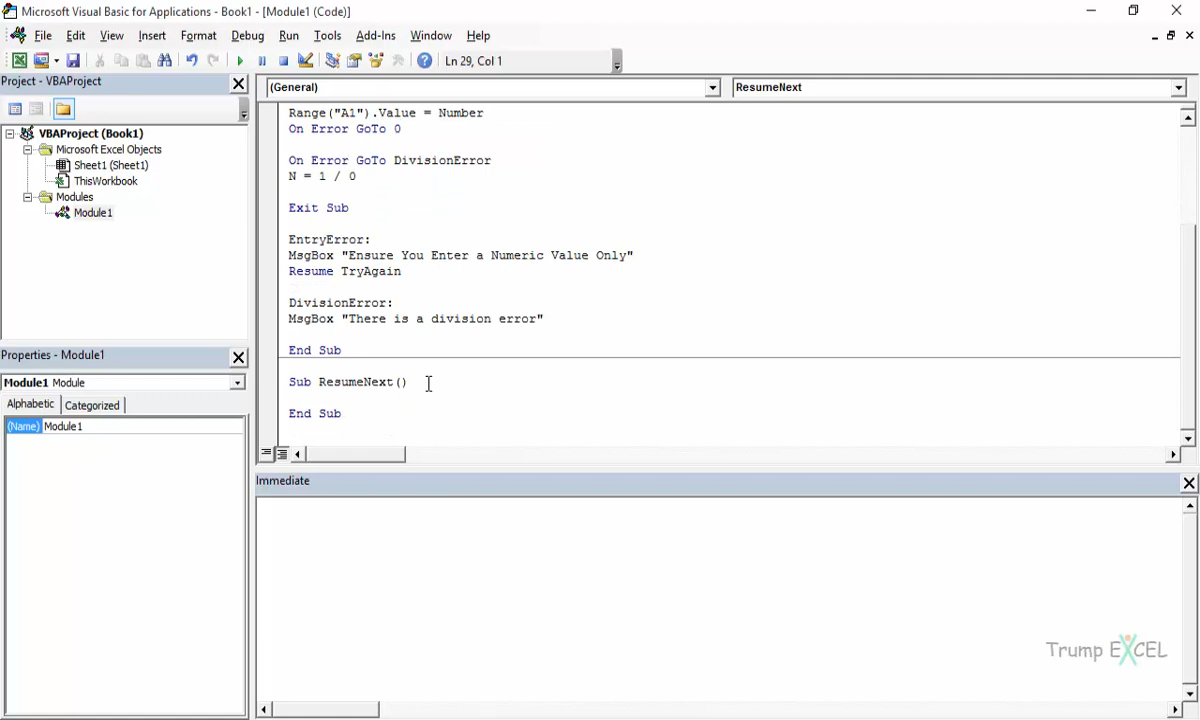 Microsoft Visual Basic for Applications - Book1 - [Module1 (Code)]
File Edit View Insert Format Debug Run Tools Add-Ins Window Help
Ln 29, Col 1
Project - VBAProject
VBAProject (Book1)
Microsoft Excel Objects
Sheet1 (Sheet1)
ThisWorkbook
Modules
Module1
Properties - Module1
Module1 Module
Alphabetic Categorized
(Name) Module1
(General) ResumeNext
Range("A1").Value = Number
On Error GoTo 0
On Error GoTo DivisionError
N = 1 / 0
Exit Sub
EntryError:
MsgBox "Ensure You Enter a Numeric Value Only"
Resume TryAgain
DivisionError:
MsgBox "There is a division error"
End Sub
Sub ResumeNext()
End Sub
Immediate
Trump EXCEL